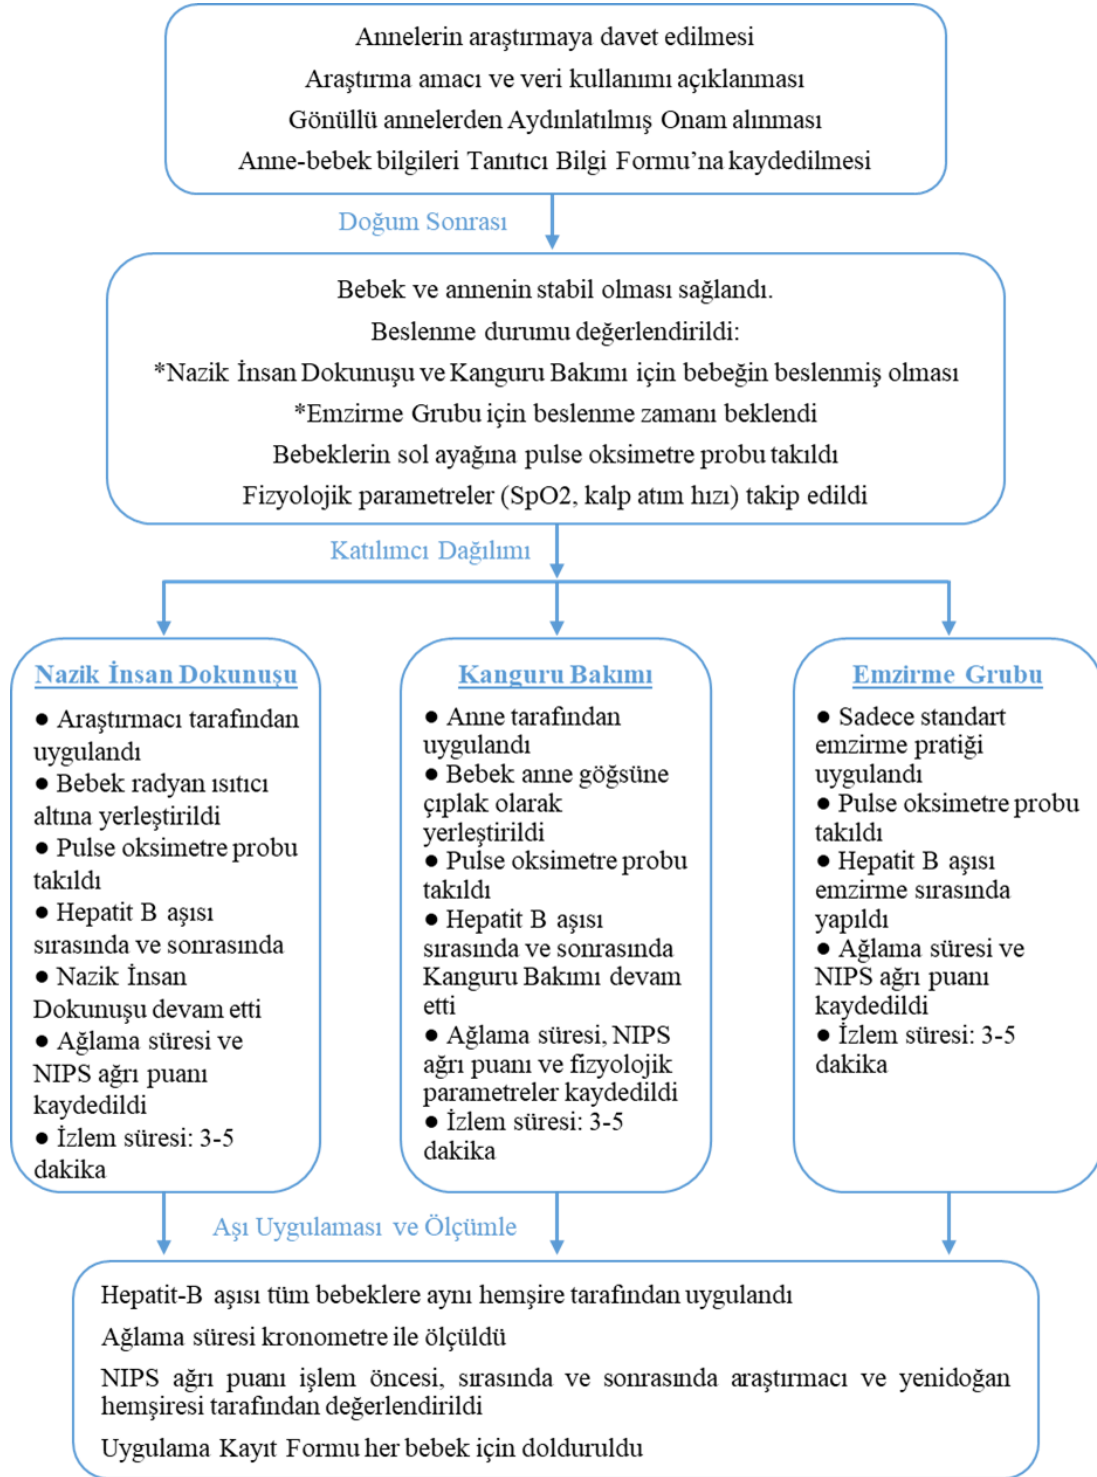 Annelerin araştırmaya davet edilmesi
Araştırma amacı ve veri kullanımı açıklanması
Gönüllü annelerden Aydınlatılmış Onam alınması
Anne-bebek bilgileri Tanıtıcı Bilgi Formu’na kaydedilmesi
Doğum Sonrası
Bebek ve annenin stabil olması sağlandı.
Beslenme durumu değerlendirildi:
*Nazik İnsan Dokunuşu ve Kanguru Bakımı için bebeğin beslenmiş olması
*Emzirme Grubu için beslenme zamanı beklendi
Bebeklerin sol ayağına pulse oksimetre probu takıldı
Fizyolojik parametreler (SpO2, kalp atım hızı) takip edildi
Katılımcı Dağılımı
Nazik İnsan Dokunuşu
● Araştırmacı tarafından
uygulandı
● Bebek radyan ısıtıcı
altına yerleştirildi
● Pulse oksimetre probu
takıldı
● Hepatit B aşısı
sırasında ve sonrasında
● Nazik İnsan
Dokunuşu devam etti
● Ağlama süresi ve
NIPS ağrı puanı
kaydedildi
● İzlem süresi: 3-5
dakika
Kanguru Bakımı
● Anne tarafından
uygulandı
● Bebek anne göğsüne
çıplak olarak
yerleştirildi
● Pulse oksimetre probu
takıldı
● Hepatit B aşısı
sırasında ve sonrasında
Kanguru Bakımı devam
etti
● Ağlama süresi, NIPS
ağrı puanı ve fizyolojik
parametreler kaydedildi
● İzlem süresi: 3-5
dakika
Emzirme Grubu
● Sadece standart
emzirme pratiği
uygulandı
● Pulse oksimetre probu
takıldı
● Hepatit B aşısı
emzirme sırasında
yapıldı
● Ağlama süresi ve
NIPS ağrı puanı
kaydedildi
● İzlem süresi: 3-5
dakika
Aşı Uygulaması ve Ölçümle
Hepatit-B aşısı tüm bebeklere aynı hemşire tarafından uygulandı
Ağlama süresi kronometre ile ölçüldü
NIPS ağrı puanı işlem öncesi, sırasında ve sonrasında araştırmacı ve yenidoğan
hemşiresi tarafından değerlendirildi
Uygulama Kayıt Formu her bebek için dolduruldu